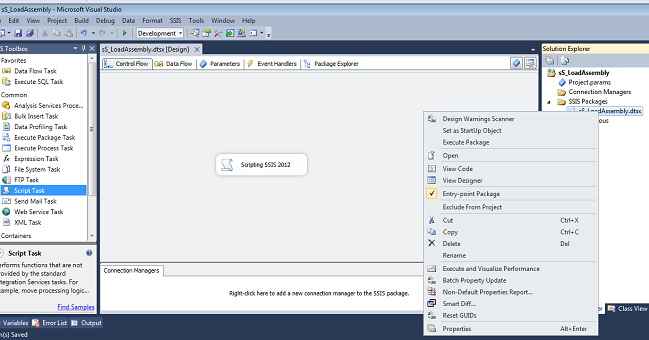 sS_LoadAssembly - Microsoft Visual Studio
Edit View Project Build Debug Data Format SSIS Tools Window Help
Development
S Toolbox
Favorites
Data Flow Task
Execute SQL Task
Common
Analysis Services Proce...
Bulk Insert Task
Data Profiling Task
Execute Package Task
Execute Process Task
Expression Task
File System Task
FTP Task
Script Task
Send Mail Task
Web Service Task
XML Task
Containers
Script Task
erforms functions that are not
rovided by the standard
ntegration Services tasks. For
xample, move processing logic...
Find Samples
sS_LoadAssembly.dtsx [Design]
Control Flow
Data Flow
Parameters
Event Handlers
Package Explorer
Scripting SSIS 2012
Connection Managers
Right-click here to add a new connection manager to the SSIS package.
Solution Explorer
sS_LoadAssembly
Project.params
Connection Managers
SSIS Packages
sS_LoadAssembly.dtsx
ous
Design Warnings Scanner
Set as StartUp Object
Execute Package
Open
View Code
View Designer
Entry-point Package
Exclude From Project
Cut Ctrl+X
Copy Ctrl+C
Delete Del
Rename
Execute and Visualize Performance
Batch Property Update
Non-Default Properties Report...
Smart Diff...
Reset GUIDs
Properties Alt+Enter
Class View
Variables
Error List
Output
(s) Saved